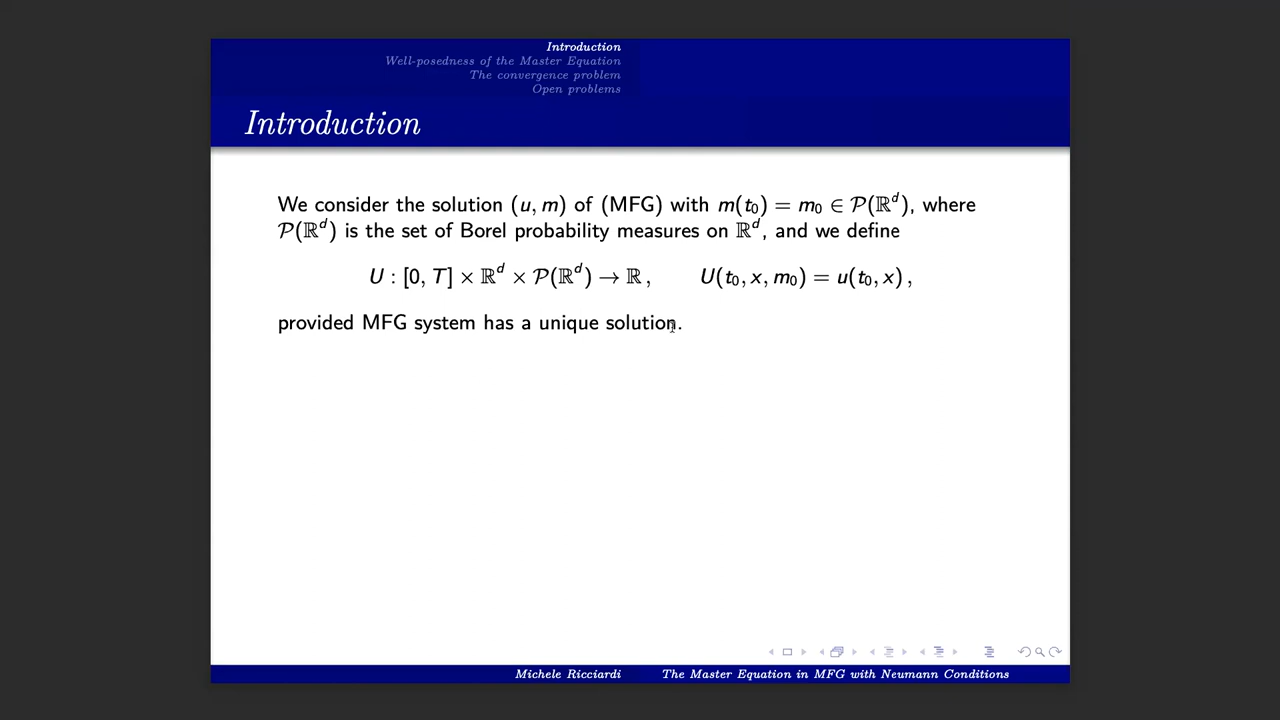 Introduction
Well-posedness of the Master Equation
The convergence problem
Open problems
Introduction
We consider the solution (u, m) of (MFG) with m(t₀) = m₀ ∈ 𝒫(ℝᵈ), where
𝒫(ℝᵈ) is the set of Borel probability measures on ℝᵈ, and we define
U : [0, T] × ℝᵈ × 𝒫(ℝᵈ) → ℝ, U(t₀, x, m₀) = u(t₀, x),
provided MFG system has a unique solution.
Michele Ricciardi The Master Equation in MFG with Neumann Conditions